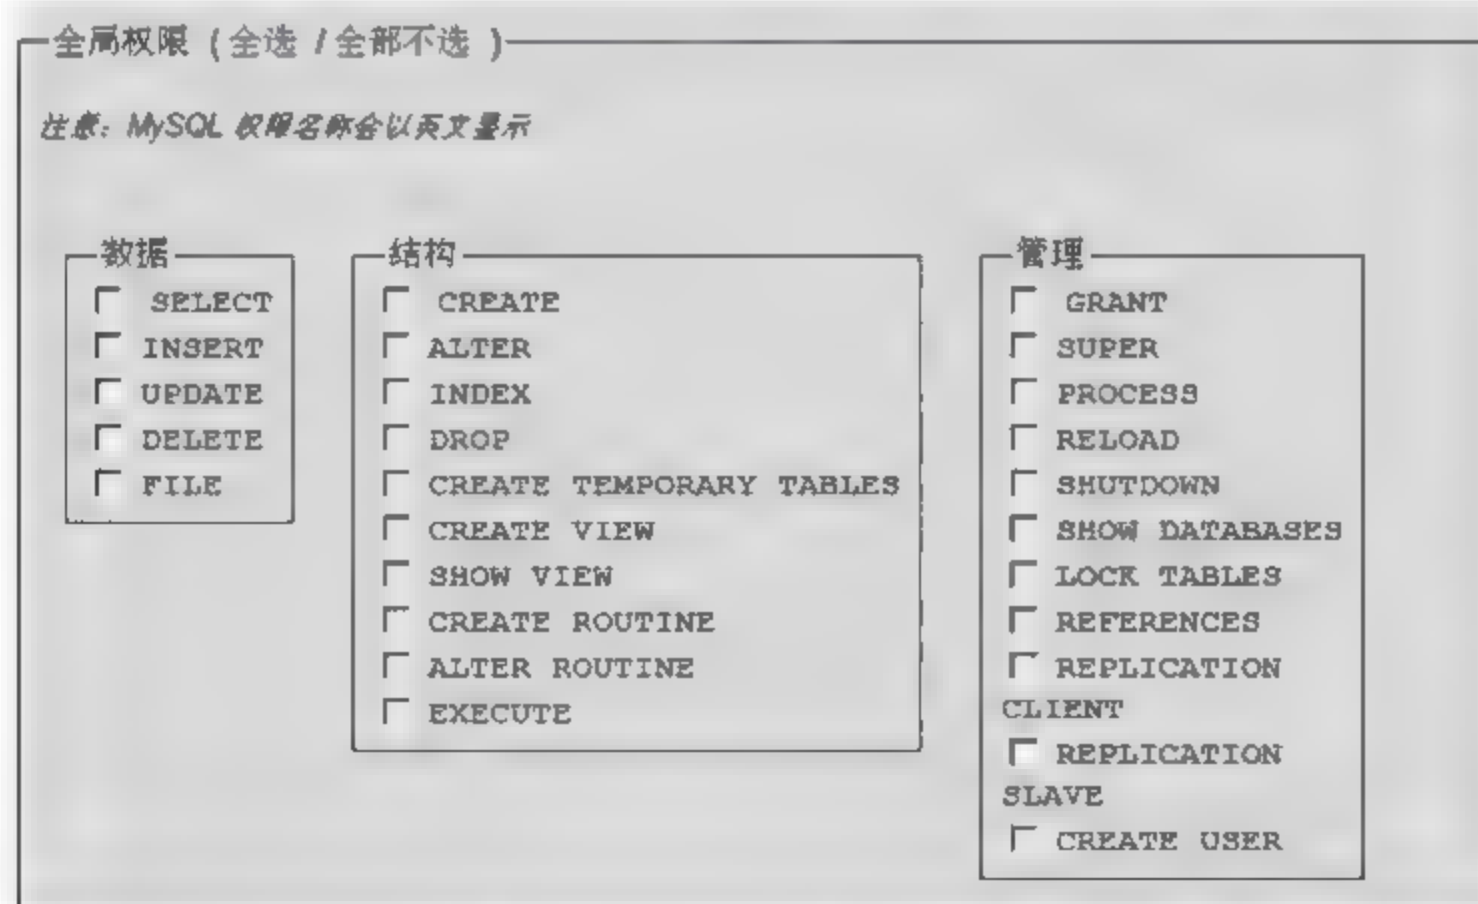 全局权限 ( 全选 / 全部不选 )
注意: MySQL 权限名称会以英文显示
数据
SELECT
INSERT
UPDATE
DELETE
FILE
结构
CREATE
ALTER
INDEX
DROP
CREATE TEMPORARY TABLES
CREATE VIEW
SHOW VIEW
CREATE ROUTINE
ALTER ROUTINE
EXECUTE
管理
GRANT
SUPER
PROCESS
RELOAD
SHUTDOWN
SHOW DATABASES
LOCK TABLES
REFERENCES
REPLICATION
CLIENT
REPLICATION
SLAVE
CREATE USER